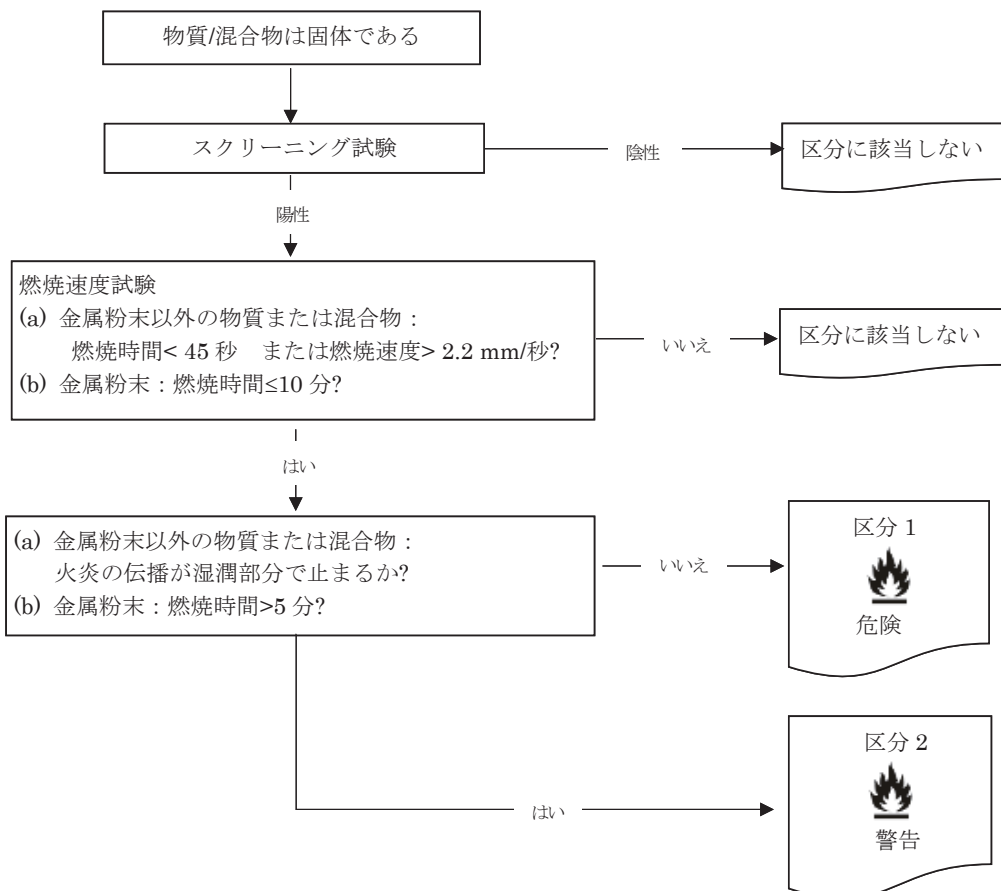 物質/混合物は固体である
スクリーニング試験
陰性
区分に該当しない
陽性
燃焼速度試験
(a) 金属粉末以外の物質または混合物：
燃焼時間< 45 秒　または燃焼速度> 2.2 mm/秒?
(b) 金属粉末：燃焼時間≤10 分?
いいえ
区分に該当しない
はい
(a) 金属粉末以外の物質または混合物：
火炎の伝播が湿潤部分で止まるか?
(b) 金属粉末：燃焼時間>5 分?
いいえ
区分 1
危険
はい
区分 2
警告